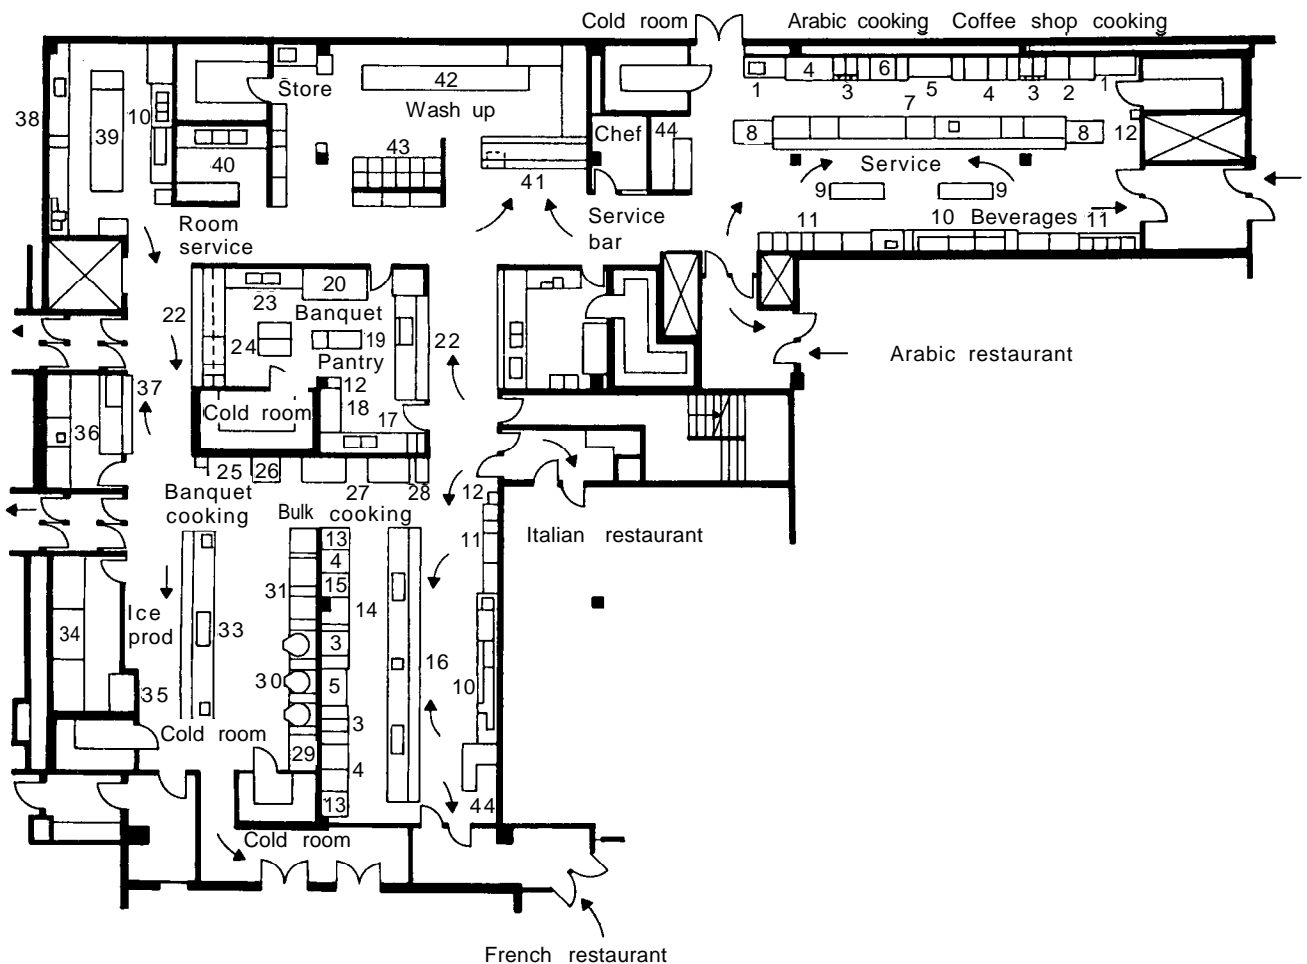 Cold room Arabic cooking Coffee shop cooking
4 6
1 3 5 4 3 2 1
7
Store 42
Wash up
38 39 10
Chef 44
8 8 12
40 43 41
Service
9 9
Room
service
Service
bar
10 Beverages
11 11
20
23
Banquet
22 24 19 22
Pantry
Arabic restaurant
37 12
Cold room 18 17
36
25 26 27 28 12
Banquet
cooking
Bulk cooking
13 11 Italian restaurant
4
31 15
14
Ice
prod
34 33 3 16
30 5 10
35
3
Cold room
29 4
13 44
Cold room
French restaurant